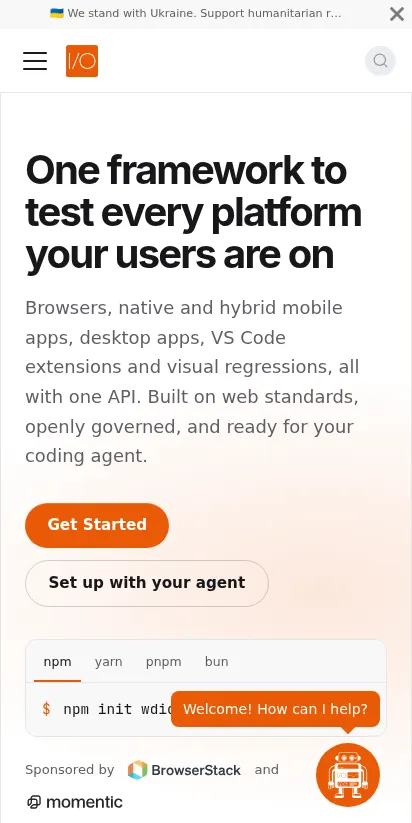 🇺🇦 We stand with Ukraine. Support humanitarian r…
I/O
One framework to
test every platform
your users are on
Browsers, native and hybrid mobile
apps, desktop apps, VS Code
extensions and visual regressions, all
with one API. Built on web standards,
openly governed, and ready for your
coding agent.
Get Started
Set up with your agent
npm yarn pnpm bun
$ npm init wdio
Welcome! How can I help?
Sponsored by BrowserStack and
momentic